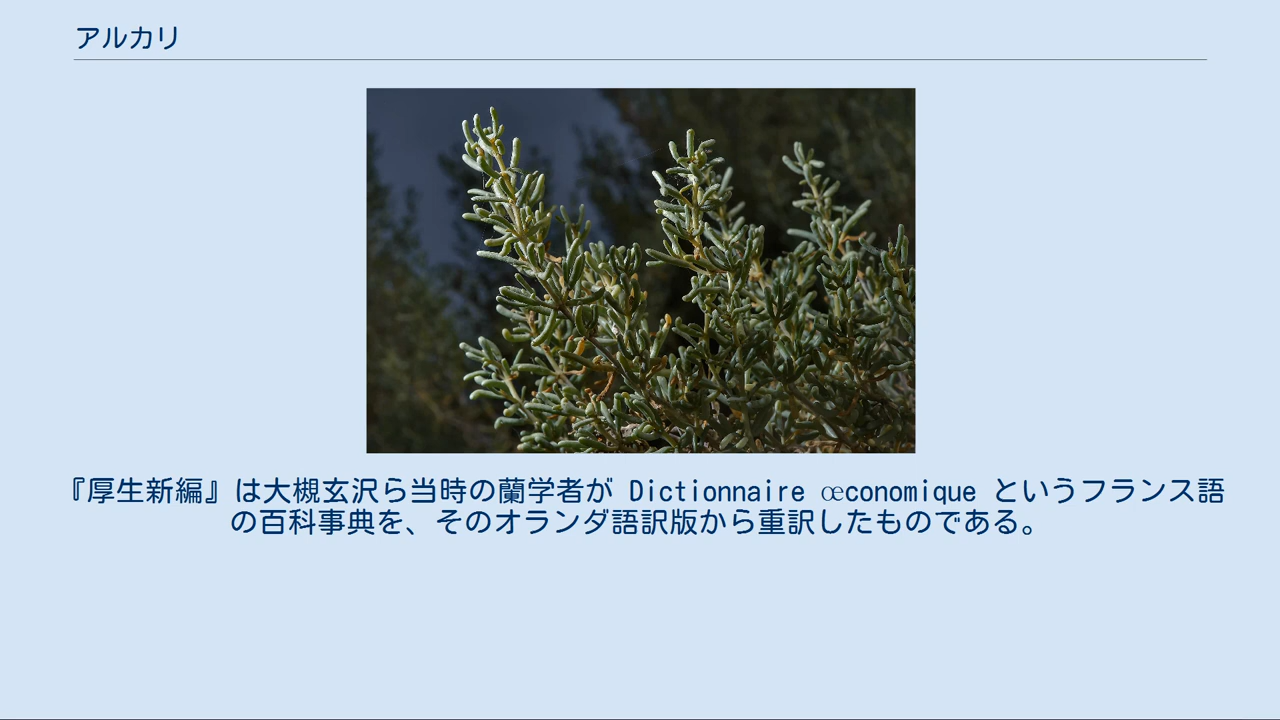 アルカリ
『厚生新編』は大槻玄沢ら当時の蘭学者が Dictionnaire œconomique というフランス語
の百科事典を、そのオランダ語訳版から重訳したものである。